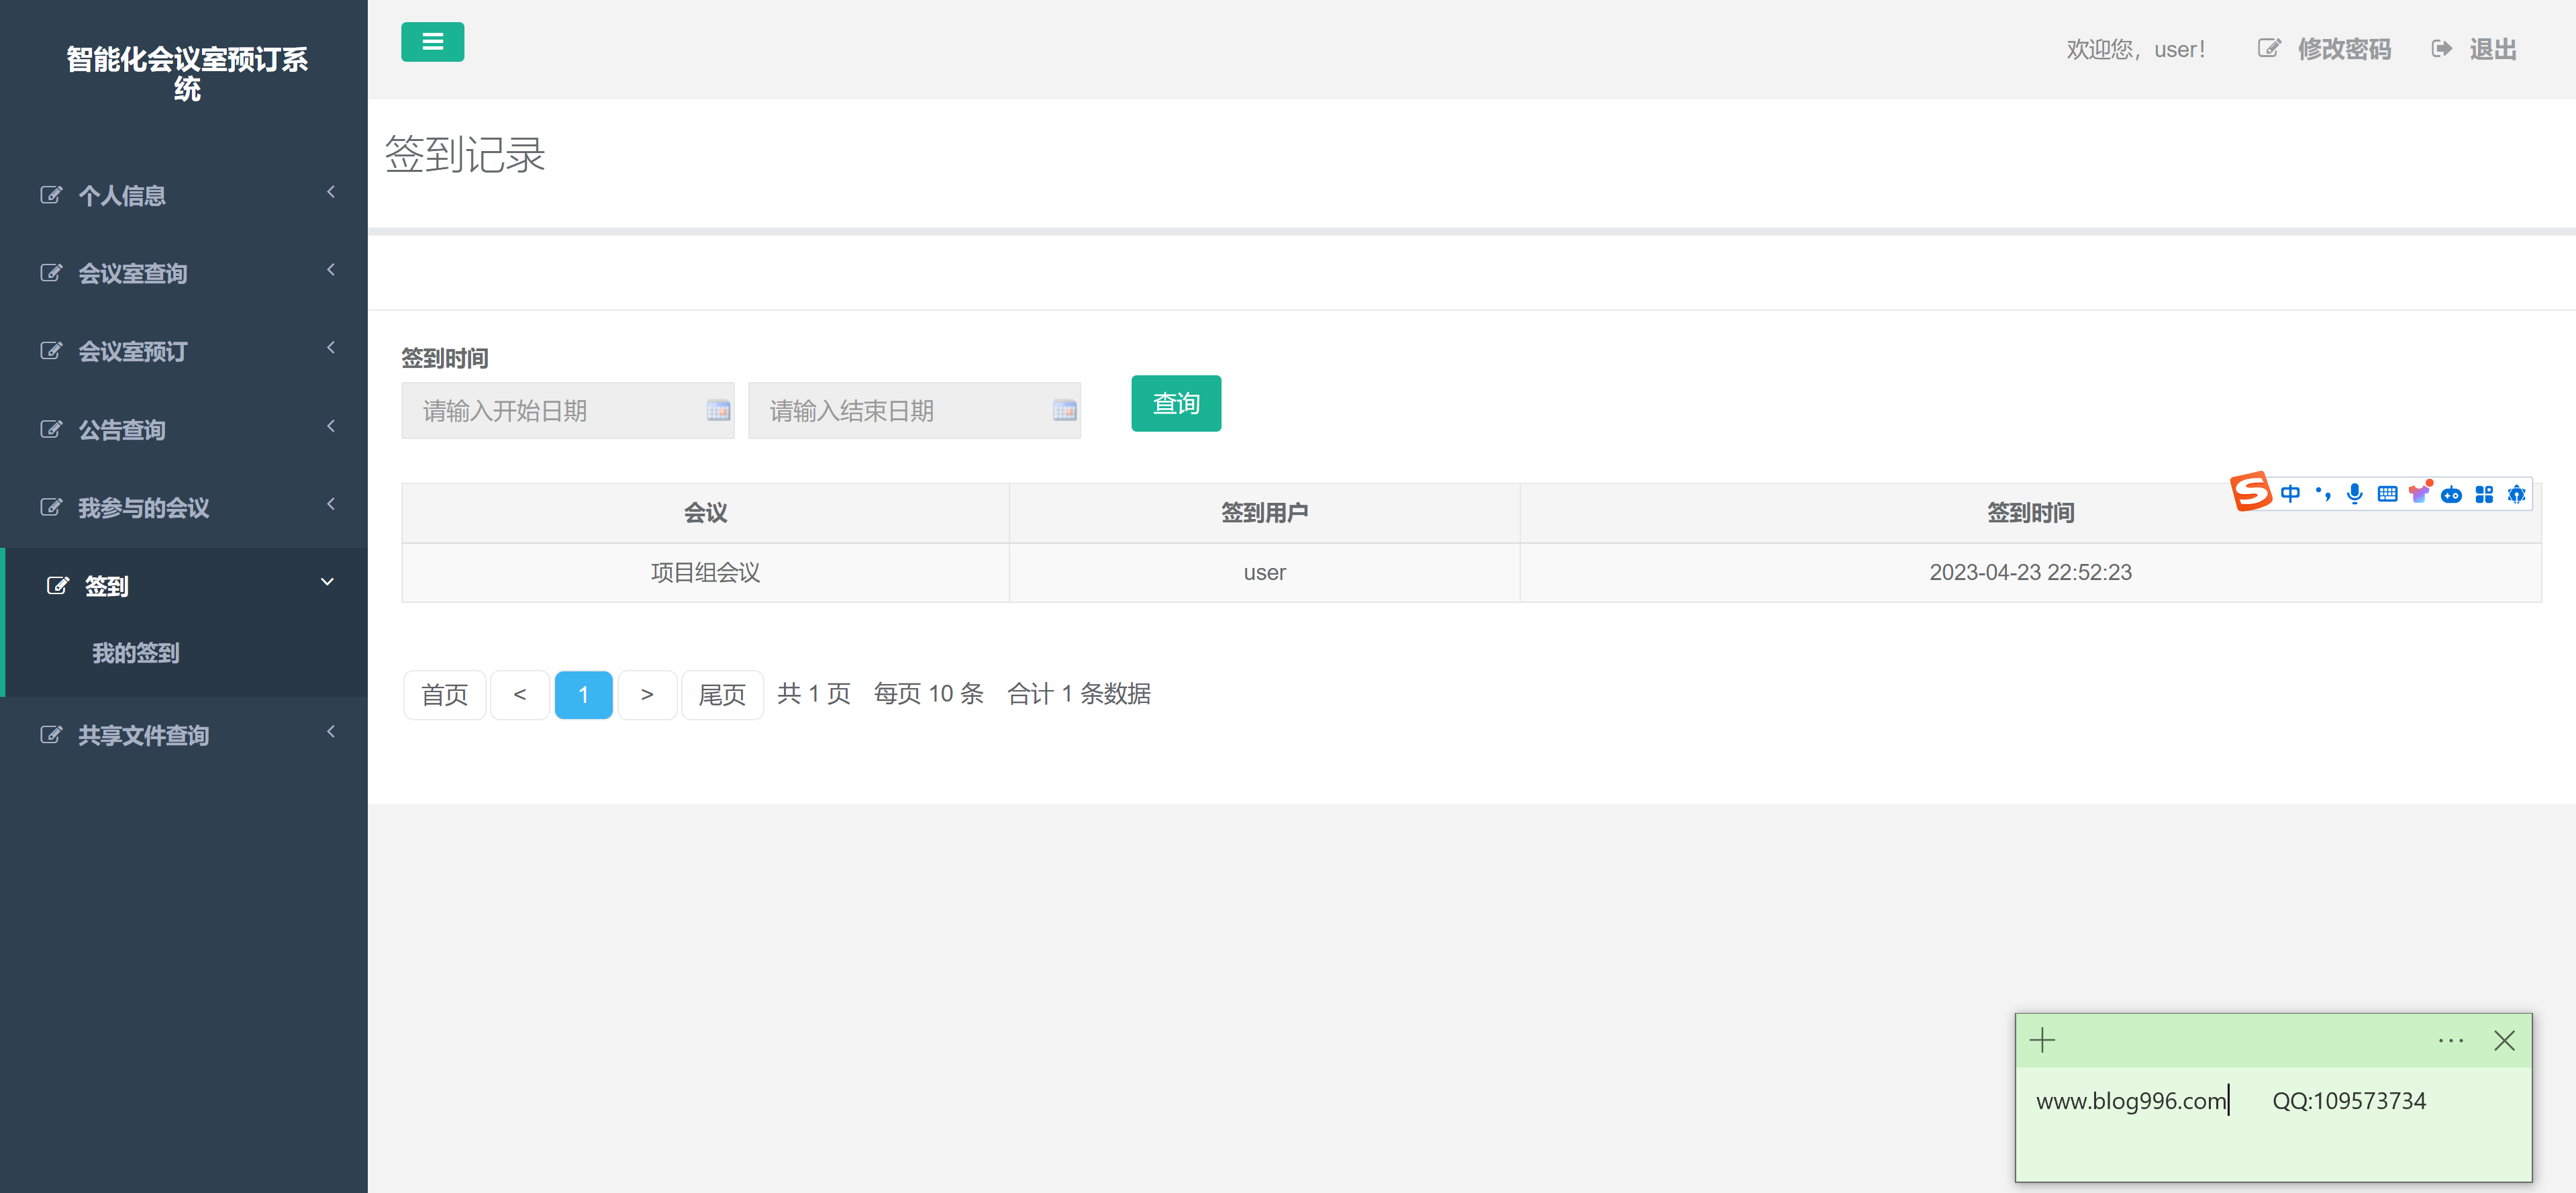 智能化会议室预订系
统
个人信息
会议室查询
会议室预订
公告查询
我参与的会议
签到
我的签到
共享文件查询
欢迎您，user！ 修改密码 退出
签到记录
签到时间
请输入开始日期 请输入结束日期 查询
中
会议 签到用户 签到时间
项目组会议 user 2023-04-23 22:52:23
首页 < 1 > 尾页 共 1 页 每页 10 条 合计 1 条数据
www.blog996.com QQ:109573734